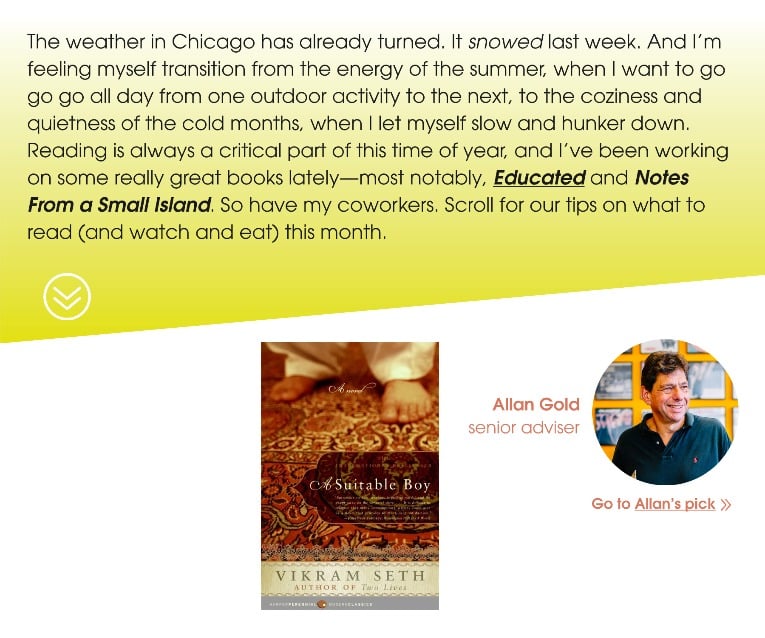 The weather in Chicago has already turned. It snowed last week. And I'm
feeling myself transition from the energy of the summer, when I want to go
go go all day from one outdoor activity to the next, to the coziness and
quietness of the cold months, when I let myself slow and hunker down.
Reading is always a critical part of this time of year, and I've been working
on some really great books lately—most notably, Educated and Notes
From a Small Island. So have my coworkers. Scroll for our tips on what to
read (and watch and eat) this month.
A novel
A Suitable Boy
VIKRAM SETH
AUTHOR OF Two Lives
HARPERPERENNIAL MODERNCLASSICS
Allan Gold
senior adviser
Go to Allan's pick